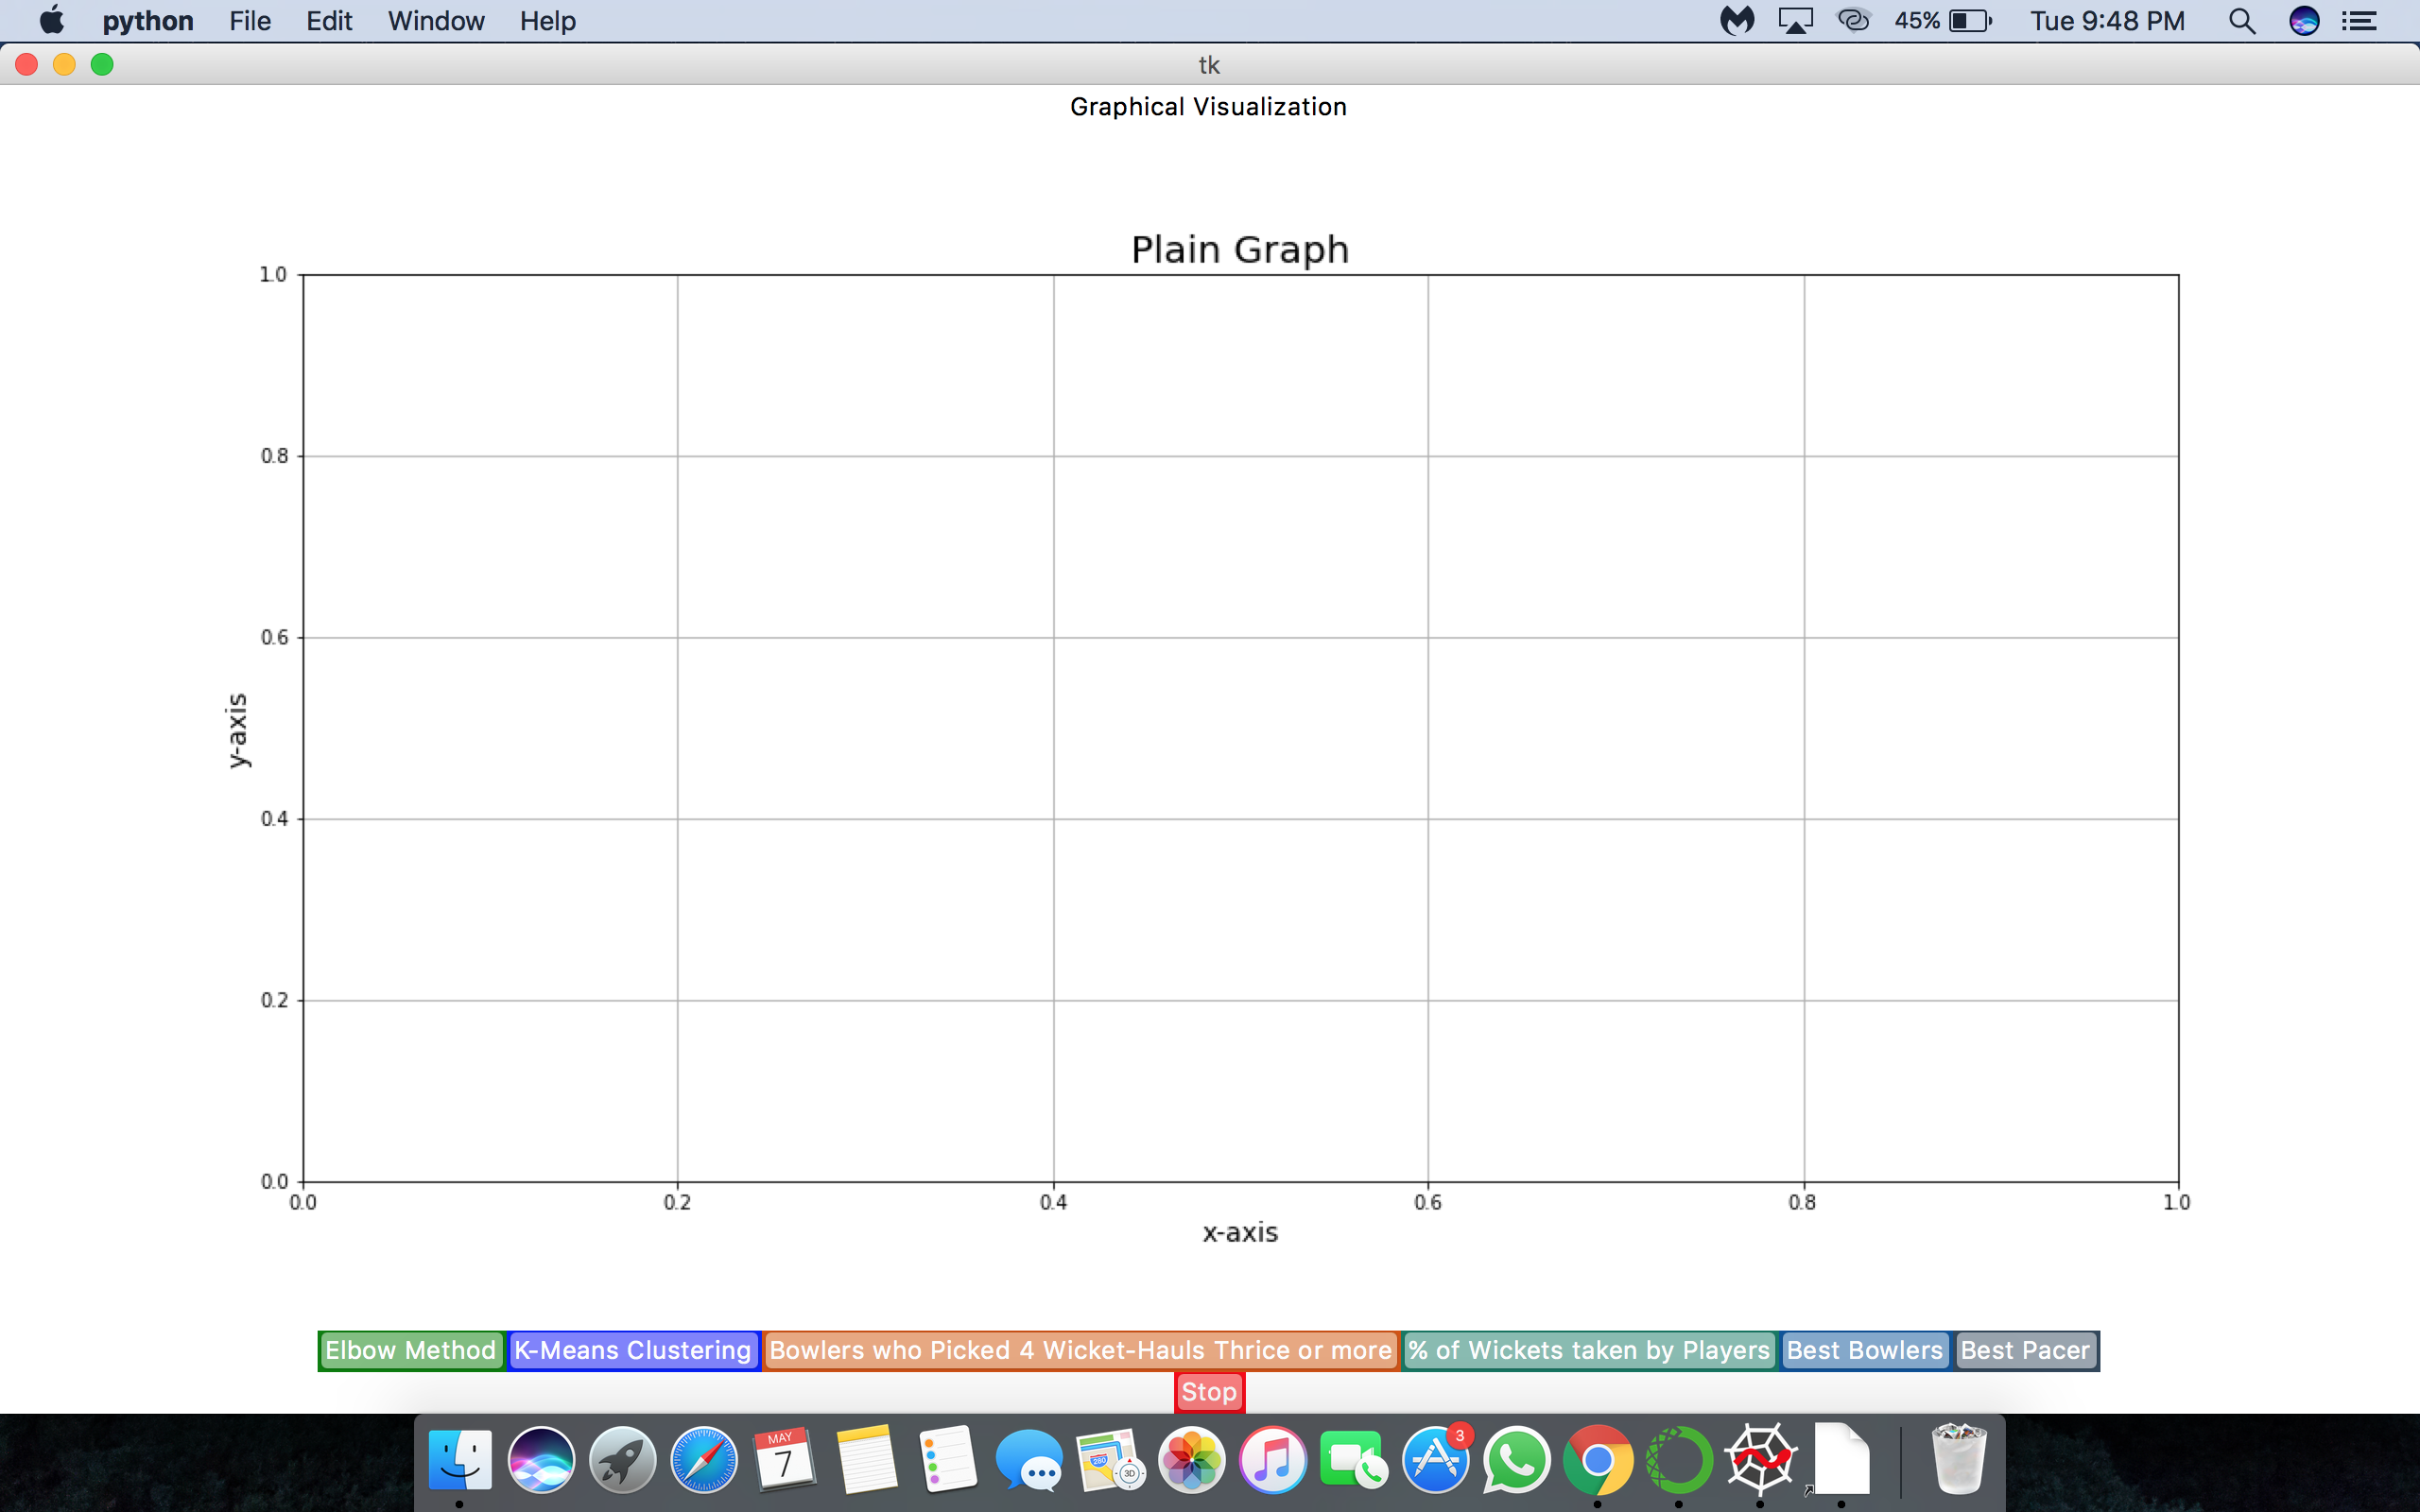 python File Edit Window Help 45% Tue 9:48 PM
tk
Graphical Visualization
Plain Graph
1.0
0.8
0.6
0.4
0.2
0.0
y-axis
0.0 0.2 0.4 0.6 0.8 1.0
x-axis
Elbow Method K-Means Clustering Bowlers who Picked 4 Wicket-Hauls Thrice or more % of Wickets taken by Players Best Bowlers Best Pacer
Stop
MAY
7
280
3D
3